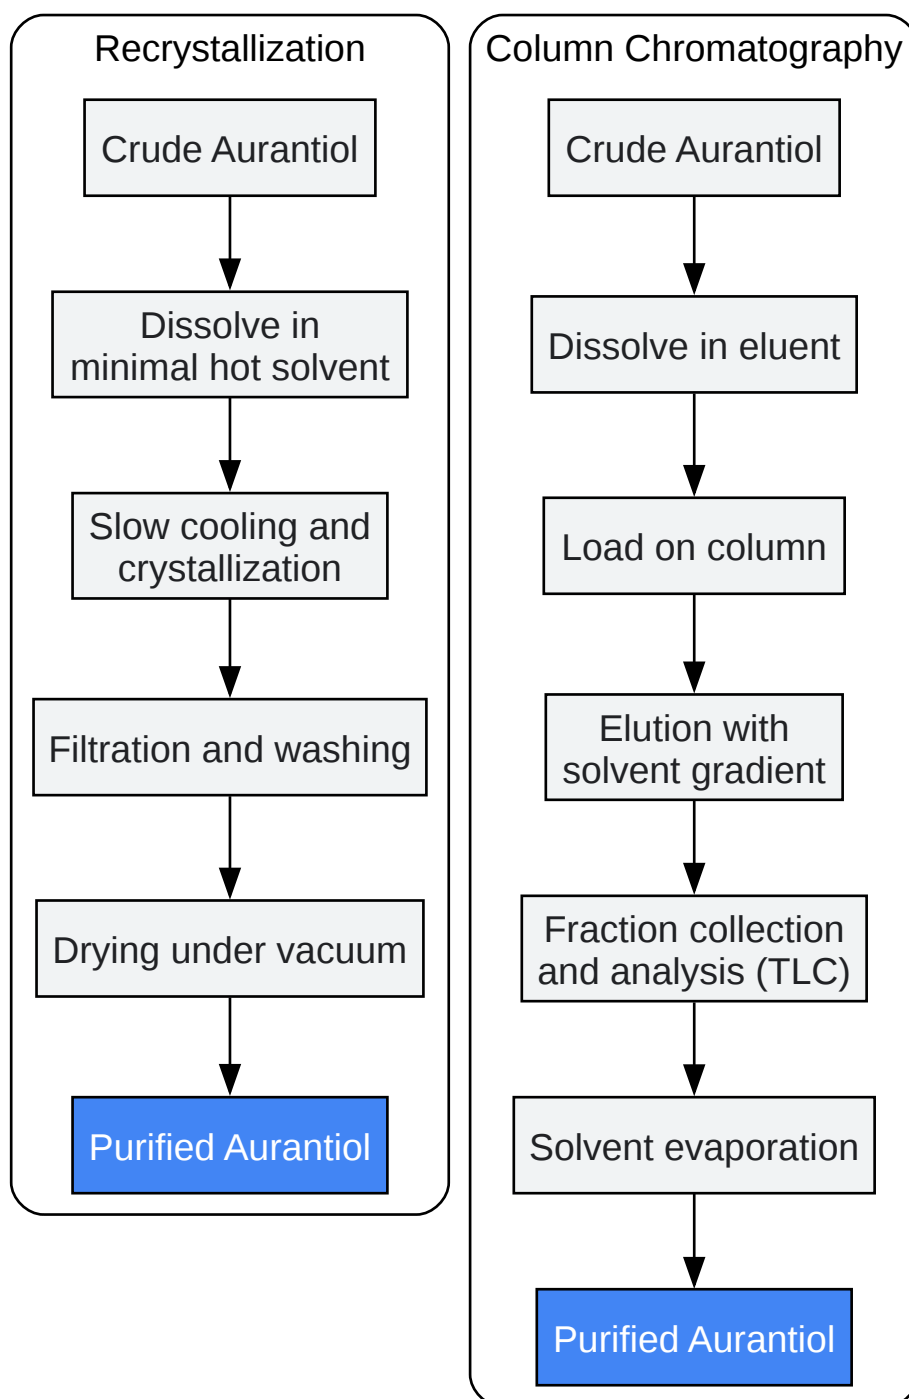 Recrystallization
Crude Aurantiol
Dissolve in
minimal hot solvent
Slow cooling and
crystallization
Filtration and washing
Drying under vacuum
Purified Aurantiol
Column Chromatography
Crude Aurantiol
Dissolve in eluent
Load on column
Elution with
solvent gradient
Fraction collection
and analysis (TLC)
Solvent evaporation
Purified Aurantiol